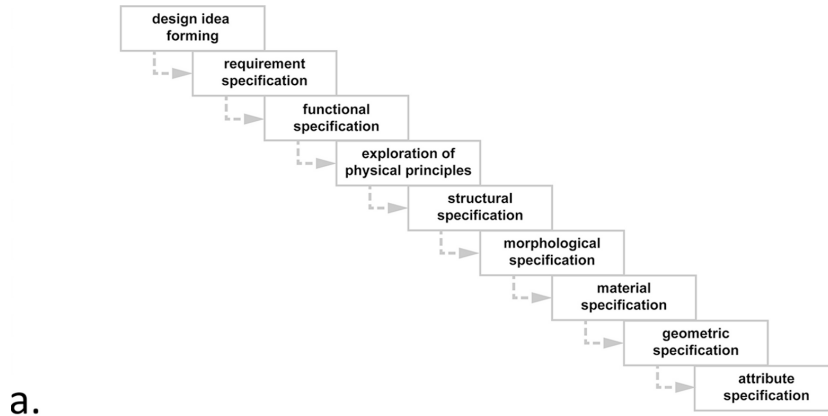 design idea
forming
requirement
specification
functional
specification
exploration of
physical principles
structural
specification
morphological
specification
material
specification
geometric
specification
attribute
specification
a.